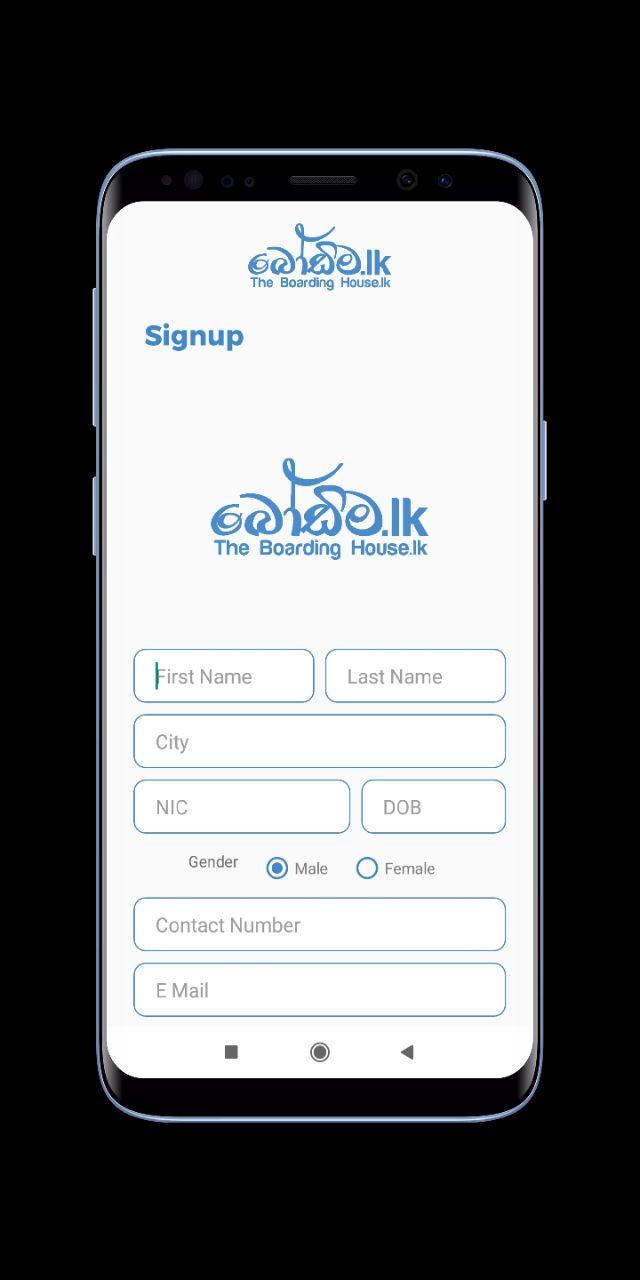 බෝඩිම.lk
The Boarding House.lk
Signup
බෝඩිම.lk
The Boarding House.lk
First Name Last Name
City
NIC DOB
Gender Male Female
Contact Number
E Mail